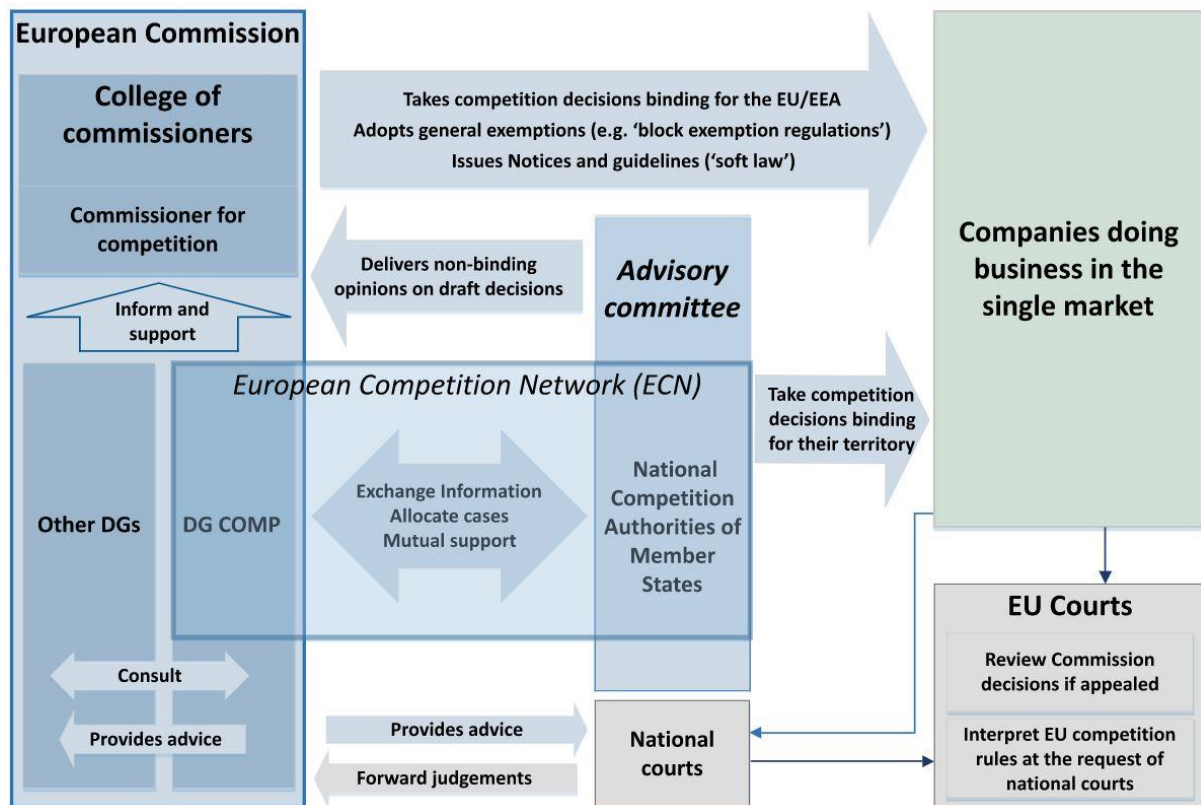 European Commission
College of
commissioners
Commissioner for
competition
Inform and
support
Other DGs
DG COMP
Consult
Provides advice
Takes competition decisions binding for the EU/EEA
Adopts general exemptions (e.g. ‘block exemption regulations’)
Issues Notices and guidelines (‘soft law’)
Delivers non-binding
opinions on draft decisions
Advisory
committee
European Competition Network (ECN)
Exchange Information
Allocate cases
Mutual support
National
Competition
Authorities of
Member
States
Take competition
decisions binding
for their territory
Provides advice
Forward judgements
National
courts
Companies doing
business in the
single market
EU Courts
Review Commission
decisions if appealed
Interpret EU competition
rules at the request of
national courts